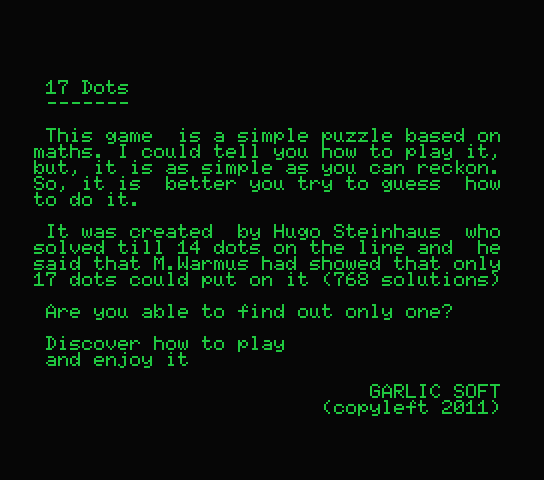 17 Dots
-------
This game  is a simple puzzle based on
maths. I could tell you how to play it,
but, it is as simple as you can reckon.
So, it is  better you try to guess  how
to do it.
It was created  by Hugo Steinhaus  who
solved till 14 dots on the line and  he
said that M.Warmus had showed that only
17 dots could put on it (768 solutions)
Are you able to find out only one?
Discover how to play
and enjoy it
GARLIC SOFT
(copyleft 2011)